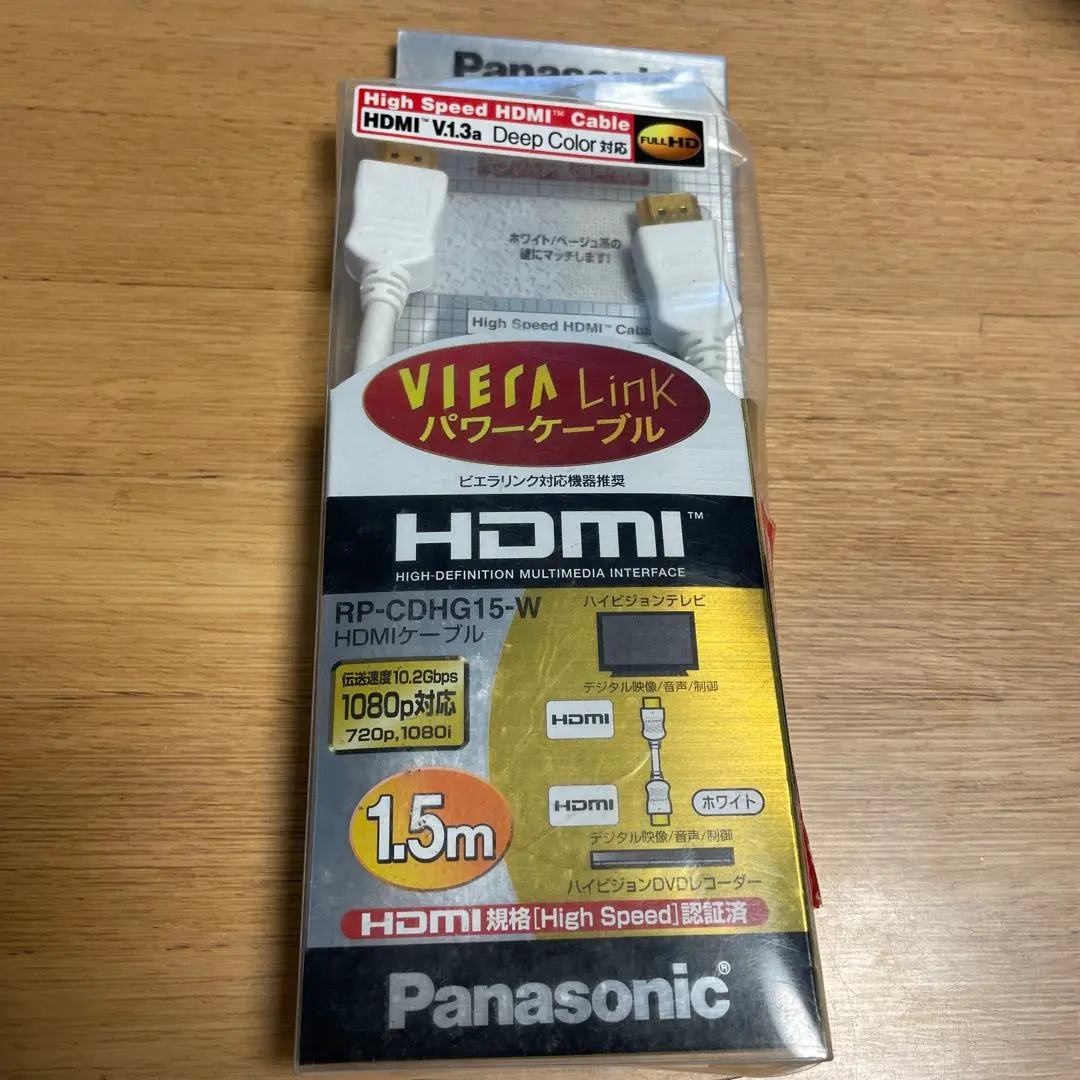 Panasonic
High Speed HDMI™ Cable
HDMI™ V.1.3a Deep Color 対応
FULL HD
ホワイト/ベージュ系の
壁にマッチします!
High Speed HDMI™ Cable
VIERA Link
パワーケーブル
ビエラリンク対応機器推奨
HDMI™
HIGH-DEFINITION MULTIMEDIA INTERFACE
RP-CDHG15-W
HDMIケーブル
ハイビジョンテレビ
伝送速度10.2Gbps
1080p対応
720p,1080i
デジタル映像/音声/制御
HDMI
HDMI
ホワイト
1.5m
デジタル映像/音声/制御
ハイビジョンDVDレコーダー
HDMI規格[High Speed]認証済
Panasonic®